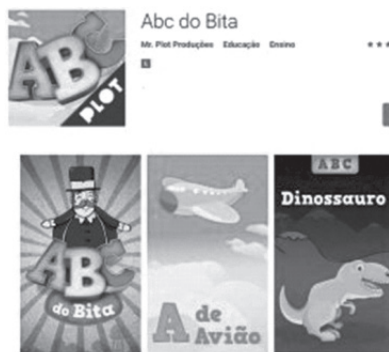 ABC
PLOT
Abc do Bita
Mr. Plot Produções Educação Ensino
L
ABC
do Bita
A de
Avião
ABC
Dinossauro